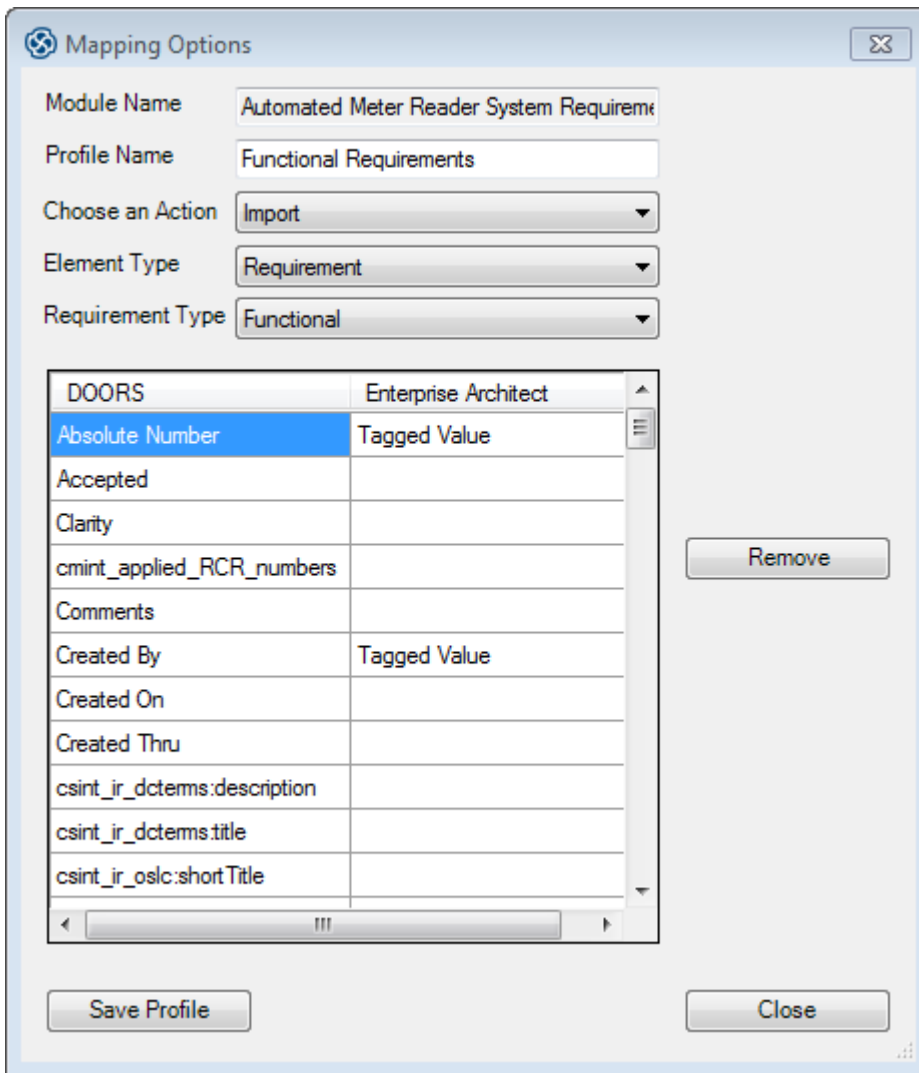 Mapping Options
Module Name
Automated Meter Reader System Requireme
Profile Name
Functional Requirements
Choose an Action
Import
Element Type
Requirement
Requirement Type
Functional
DOORS Enterprise Architect
Absolute Number Tagged Value
Accepted
Clarity
cmint_applied_RCR_numbers
Comments
Created By Tagged Value
Created On
Created Thru
csint_ir_dcterms:description
csint_ir_dcterms:title
csint_ir_oslc:shortTitle
Remove
Save Profile
Close